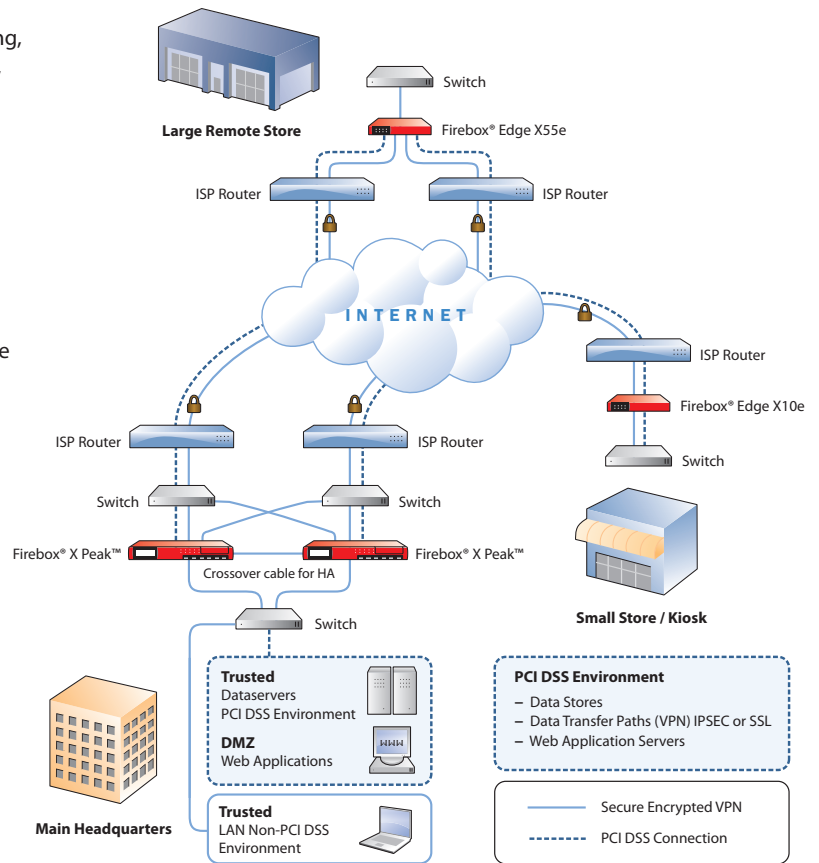 ng,
Switch
Firebox® Edge X55e
Large Remote Store
ISP Router
ISP Router
INTERNET
e
ISP Router
Firebox® Edge X10e
Switch
ISP Router
ISP Router
Switch
Switch
Firebox® X Peak™
Firebox® X Peak™
Crossover cable for HA
Small Store / Kiosk
Switch
Trusted
Dataservers
PCI DSS Environment
DMZ
Web Applications
WWW
Trusted
LAN Non-PCI DSS
Environment
Main Headquarters
PCI DSS Environment
– Data Stores
– Data Transfer Paths (VPN) IPSEC or SSL
– Web Application Servers
Secure Encrypted VPN
PCI DSS Connection